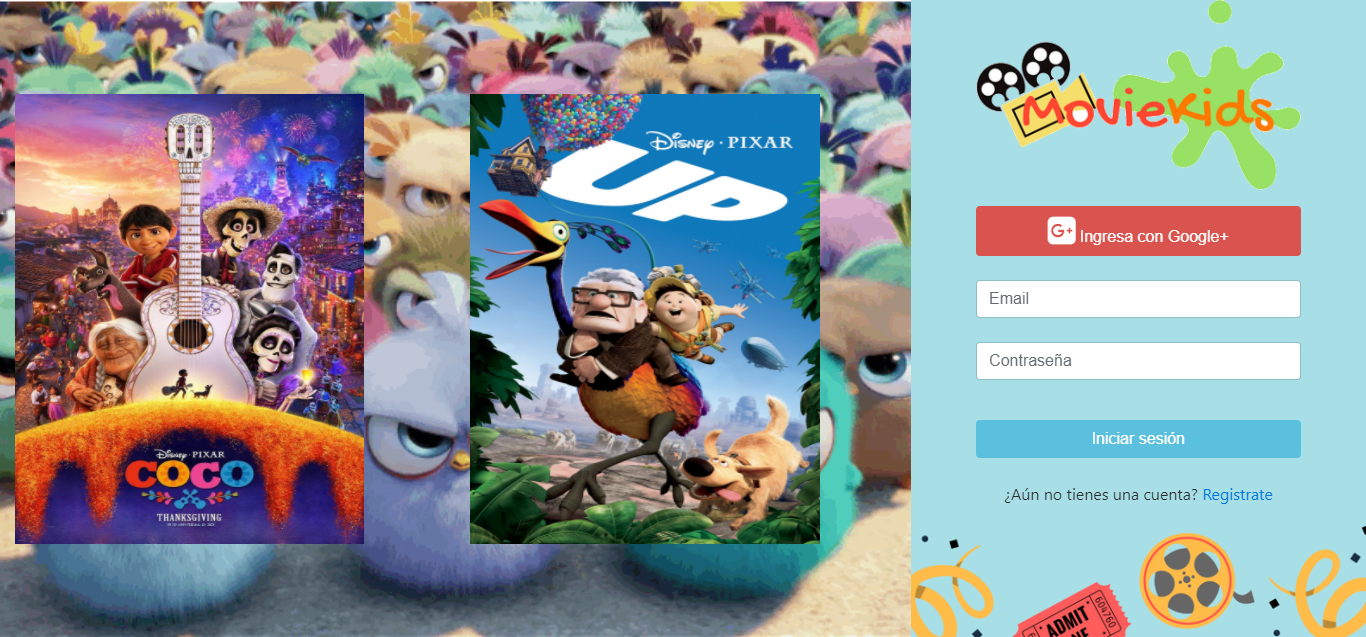 Disney · PIXAR
COCO
THANKSGIVING
Disney · PIXAR
UP
MovieKids
G+ Ingresa con Google+
Email
Contraseña
Iniciar sesión
¿Aún no tienes una cuenta? Registrate
604760
ADMIT